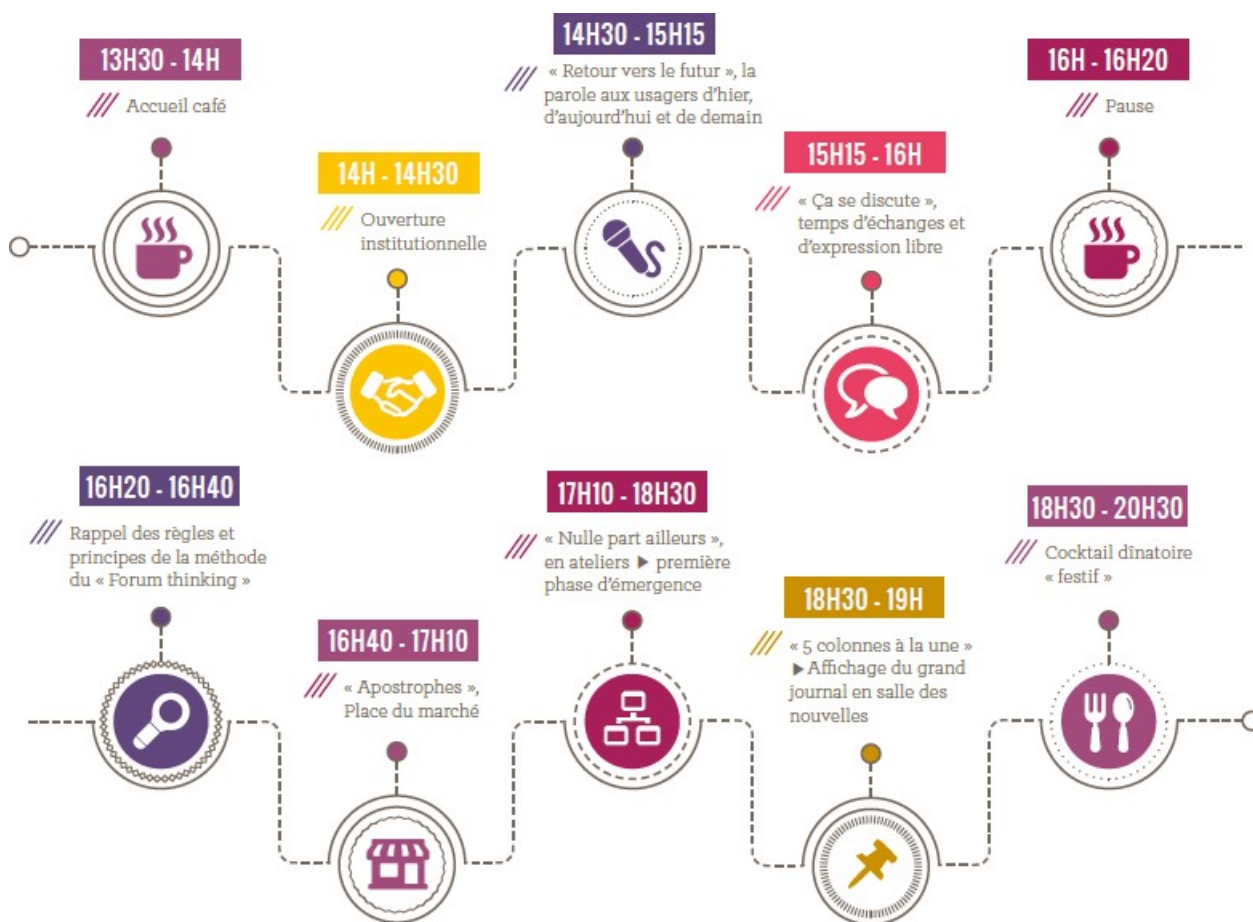 13H30 - 14H
Accueil café
14H - 14H30
Ouverture
institutionnelle
14H30 - 15H15
« Retour vers le futur », la
parole aux usagers d'hier,
d'aujourd'hui et de demain
15H15 - 16H
« Ça se discute »,
temps d'échanges et
d'expression libre
16H - 16H20
Pause
16H20 - 16H40
Rappel des règles et
principes de la méthode
du « Forum thinking »
16H40 - 17H10
« Apostrophes »,
Place du marché
17H10 - 18H30
« Nulle part ailleurs »,
en ateliers ▶ première
phase d'émergence
18H30 - 19H
« 5 colonnes à la une »
▶ Affichage du grand
journal en salle des
nouvelles
18H30 - 20H30
Cocktail dînatoire
« festif »